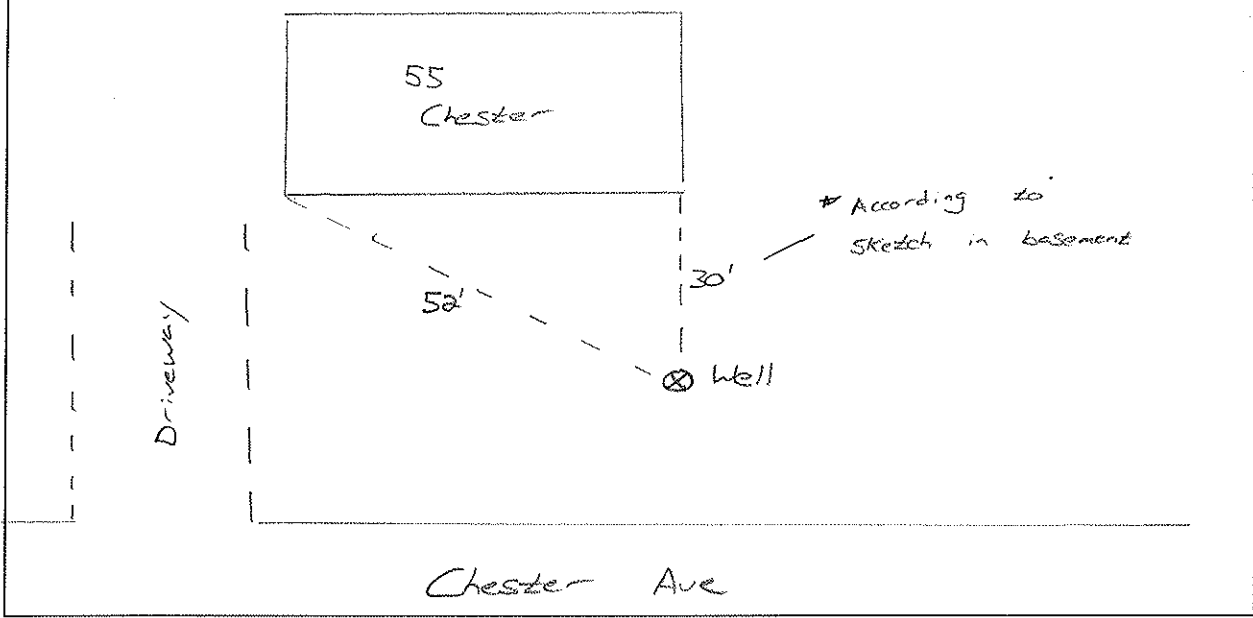 55
Chester
* According to
sketch in basement
30'
52'
Well
Driveway
Chester Ave